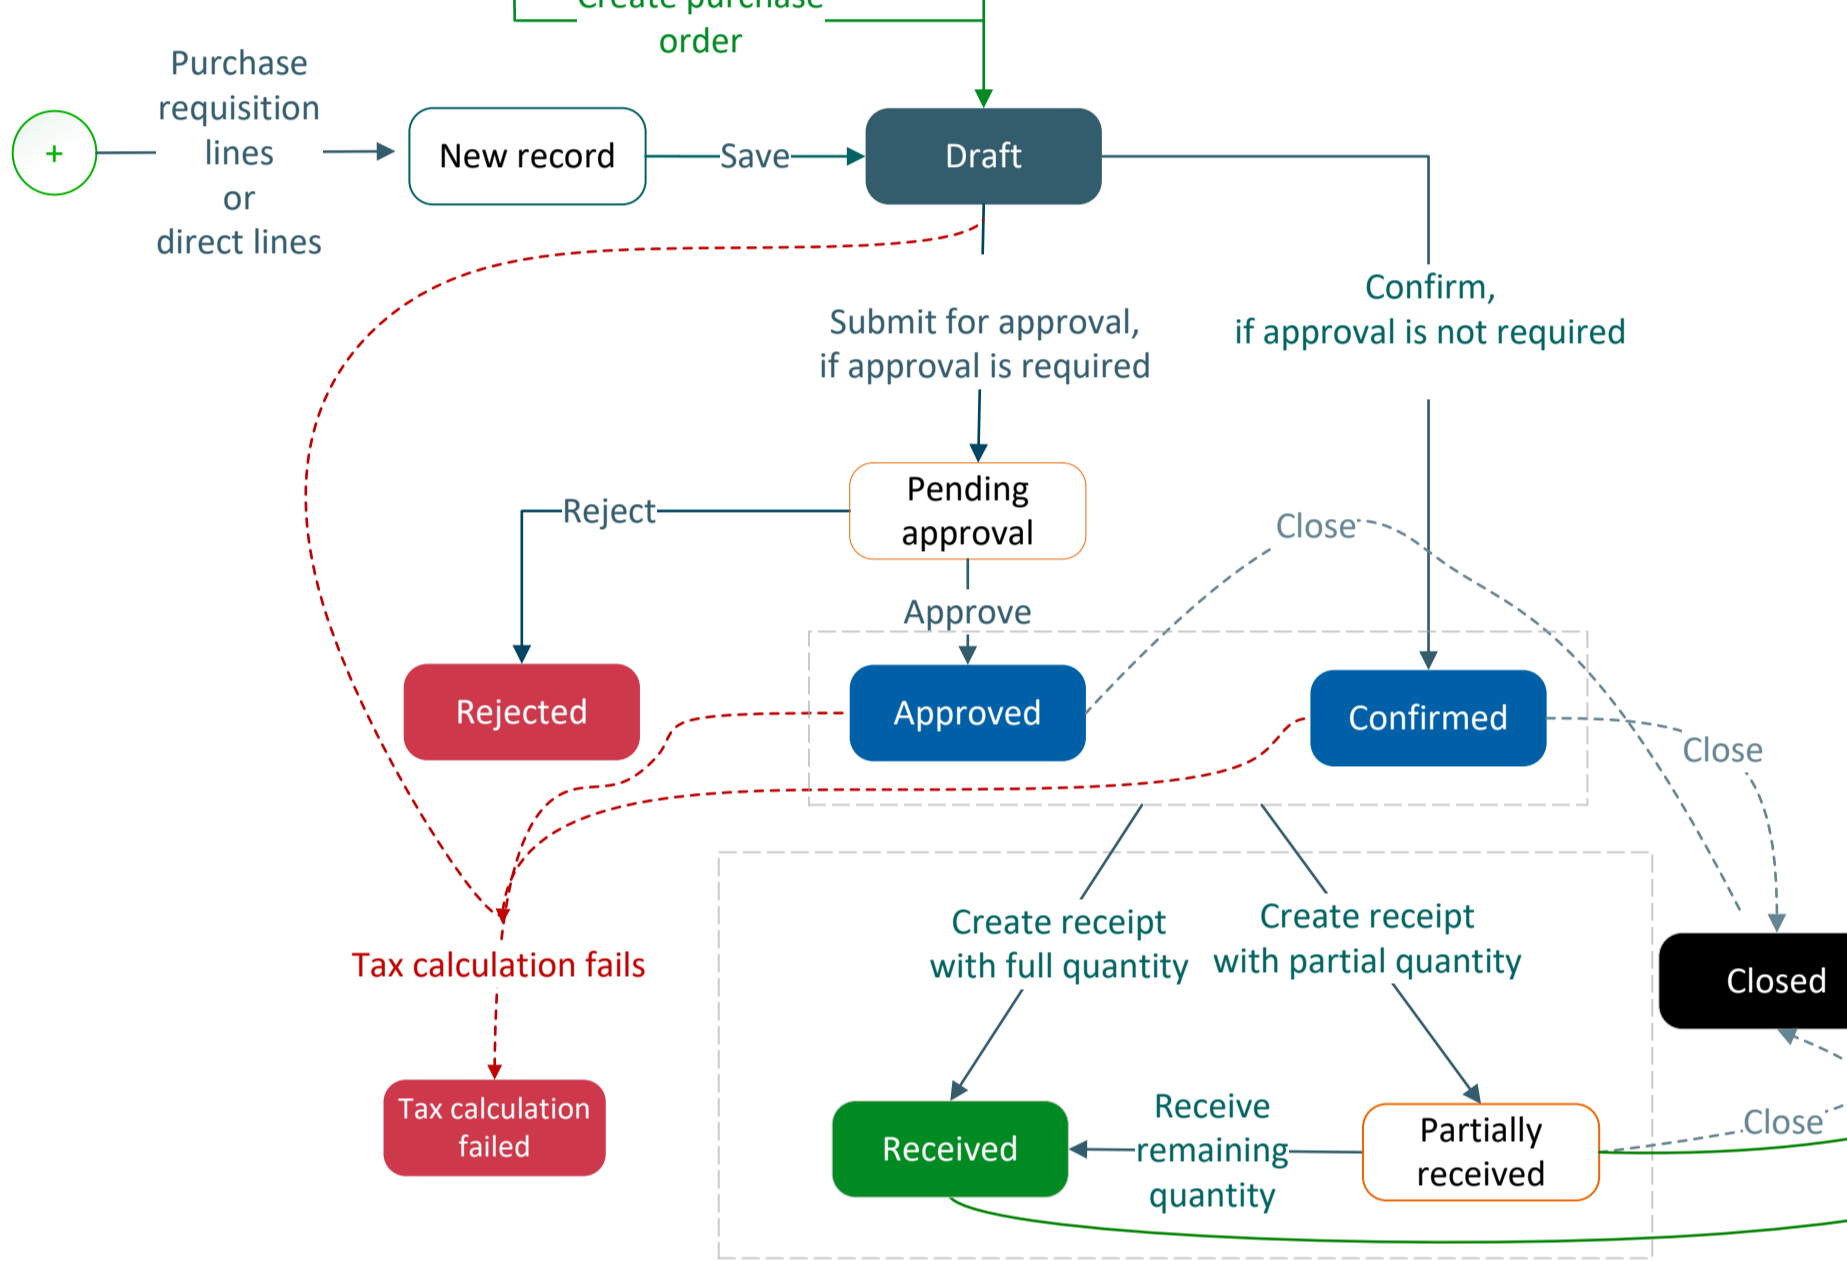 Create purchase
order
Purchase
requisition
lines
or
direct lines
+
New record
Save
Draft
Confirm,
if approval is not required
Submit for approval,
if approval is required
Pending
approval
Reject
Close
Approve
Rejected
Approved
Confirmed
Close
Create receipt
with full quantity
Create receipt
with partial quantity
Tax calculation fails
Closed
Tax calculation
failed
Received
Receive
remaining
quantity
Partially
received
Close